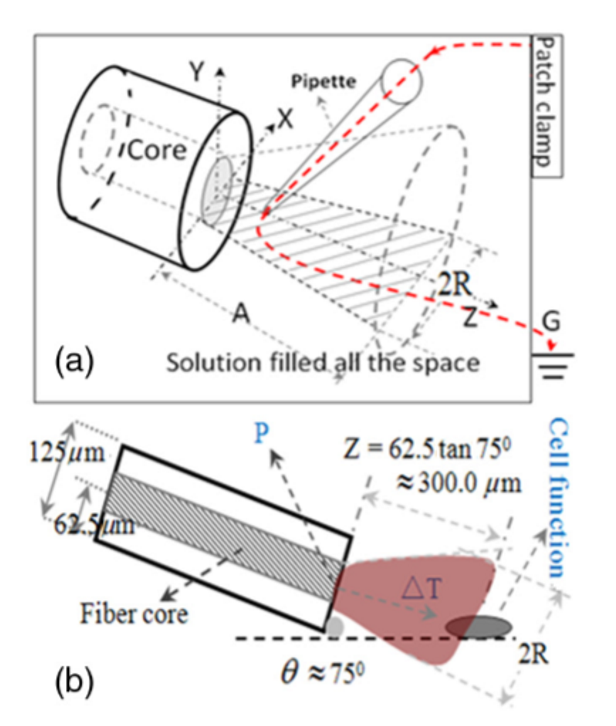 Patch clamp
Y
Pipette
X
Core
2R
Z
A
G
(a)
Solution filled all the space
125μm
P
Z = 62.5 tan 75⁰
≈ 300.0 μm
Cell function
62.5μm
ΔT
Fiber core
θ ≈ 75⁰
2R
(b)